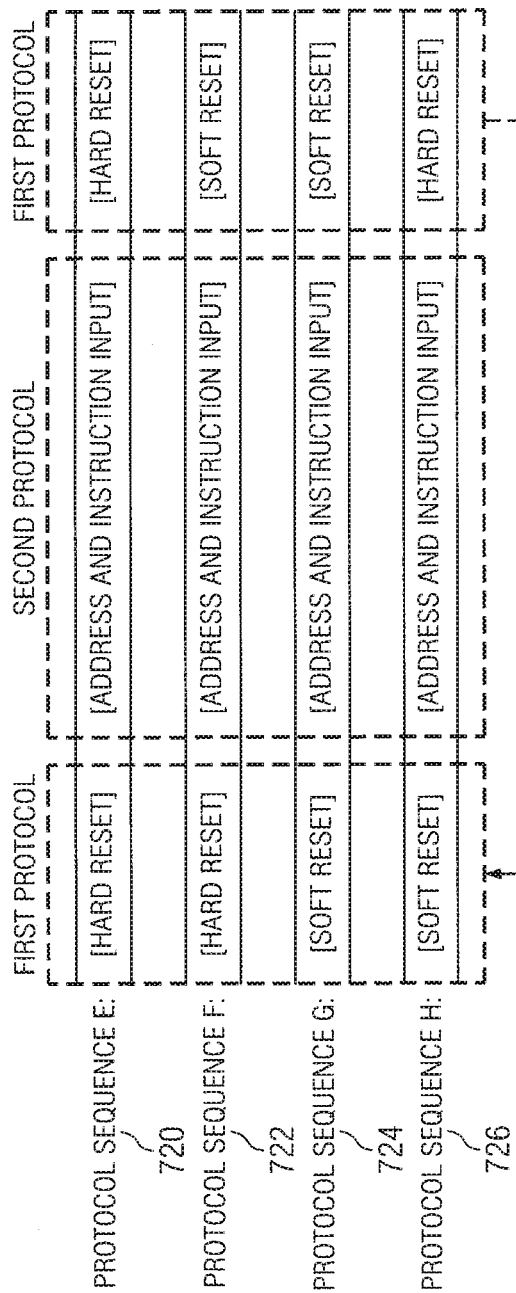 FIRST PROTOCOL SECOND PROTOCOL FIRST PROTOCOL
PROTOCOL SEQUENCE E: [HARD RESET] [ADDRESS AND INSTRUCTION INPUT] [HARD RESET]
720
PROTOCOL SEQUENCE F: [HARD RESET] [ADDRESS AND INSTRUCTION INPUT] [SOFT RESET]
722
PROTOCOL SEQUENCE G: [SOFT RESET] [ADDRESS AND INSTRUCTION INPUT] [SOFT RESET]
724
PROTOCOL SEQUENCE H: [SOFT RESET] [ADDRESS AND INSTRUCTION INPUT] [HARD RESET]
726